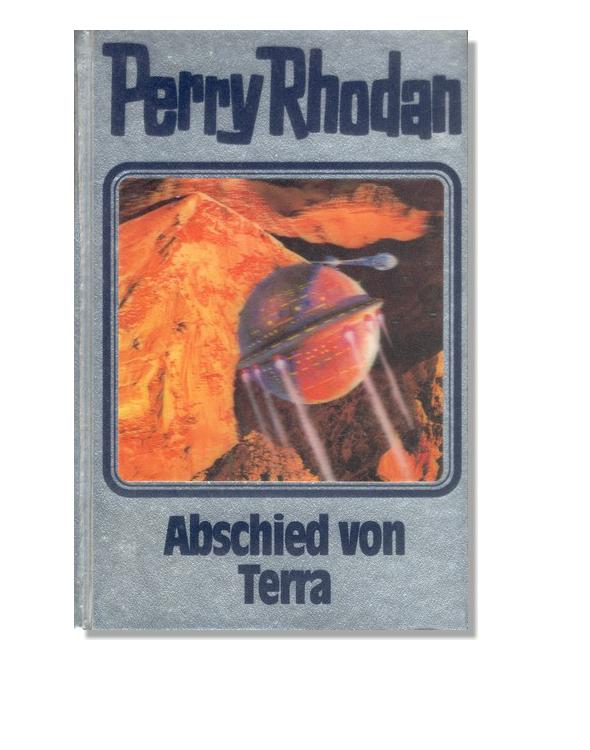 Perry Rhodan
Abschied von
Terra